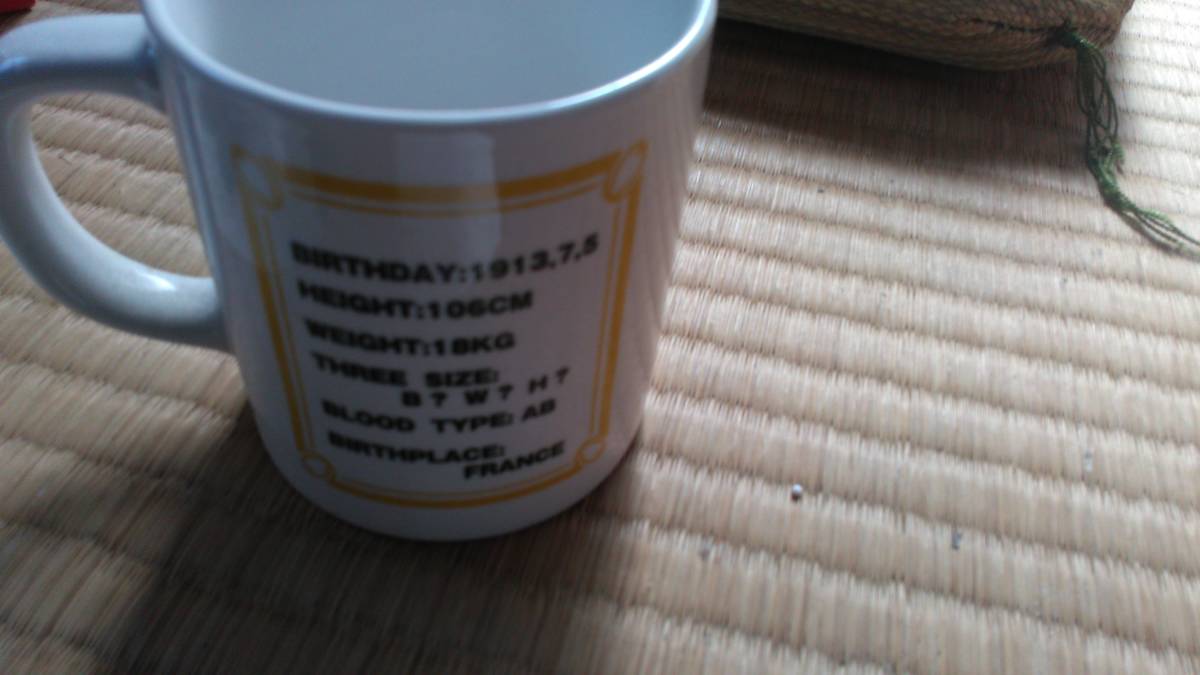 BIRTHDAY:1913,7,5
HEIGHT:106CM
WEIGHT:18KG
THREE SIZE:
B ? W ? H ?
BLOOD TYPE: AB
BIRTHPLACE:
FRANCE